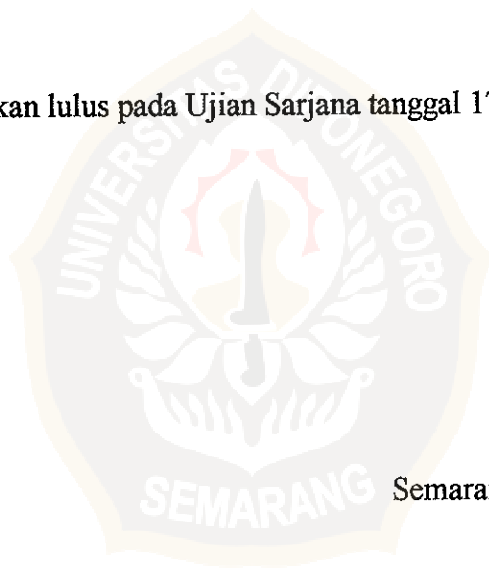 kan lulus pada Ujian Sarjana tanggal 1
UNIVERSITAS DIPONEGORO
SEMARANG
Semara